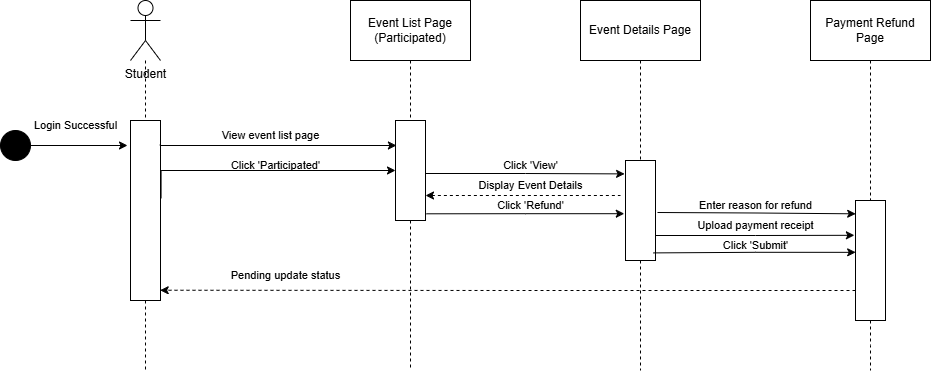 Event List Page
(Participated)
Event Details Page
Payment Refund
Page
Student
Login Successful
View event list page
Click 'Participated'
Click 'View'
Display Event Details
Click 'Refund'
Enter reason for refund
Upload payment receipt
Click 'Submit'
Pending update status